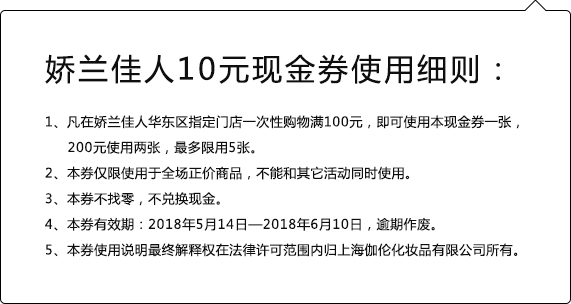 娇兰佳人10元现金券使用细则：
1、凡在娇兰佳人华东区指定门店一次性购物满100元，即可使用本现金券一张，
200元使用两张，最多限用5张。
2、本券仅限使用于全场正价商品，不能和其它活动同时使用。
3、本券不找零，不兑换现金。
4、本券有效期：2018年5月14日—2018年6月10日，逾期作废。
5、本券使用说明最终解释权在法律许可范围内归上海伽伦化妆品有限公司所有。